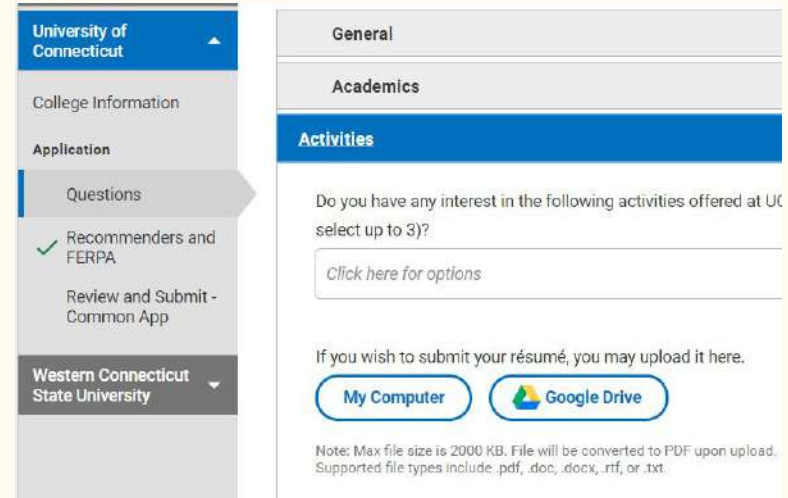 University of
Connecticut
College Information
Application
Questions
Recommenders and
FERPA
Review and Submit -
Common App
Western Connecticut
State University
General
Academics
Activities
Do you have any interest in the following activities offered at UC
select up to 3)?
Click here for options
If you wish to submit your résumé, you may upload it here.
My Computer
Google Drive
Note: Max file size is 2000 KB. File will be converted to PDF upon upload.
Supported file types include .pdf, .doc, .docx, .rtf, or .txt.